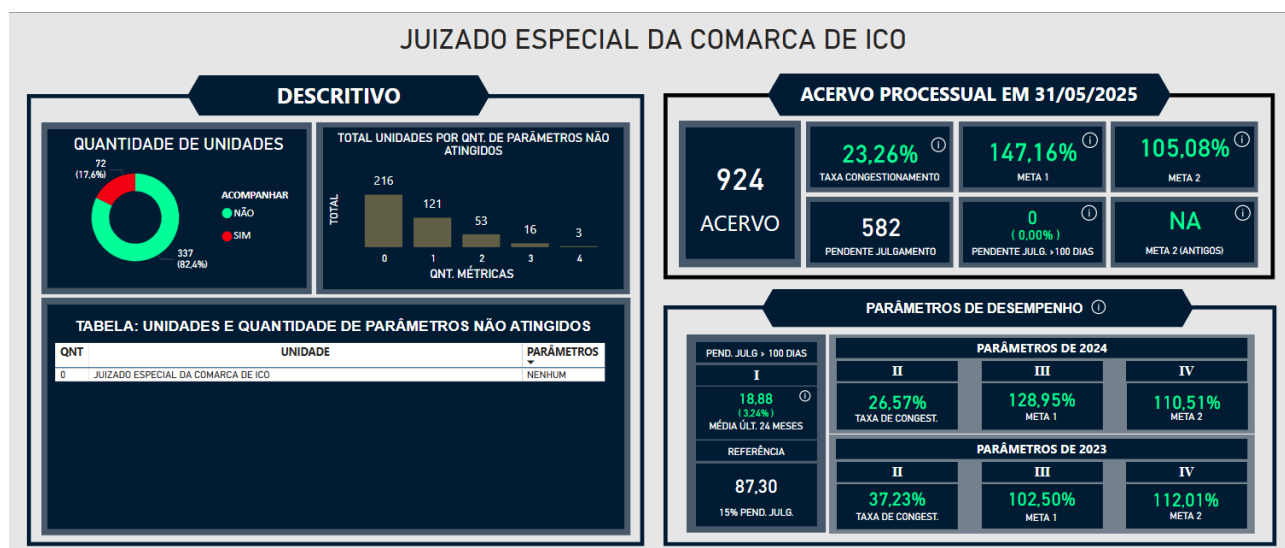 JUIZADO ESPECIAL DA COMARCA DE ICO
DESCRITIVO
QUANTIDADE DE UNIDADES
72
(17,6%)
ACOMPANHAR
NÃO
SIM
337
(82,4%)
TOTAL UNIDADES POR QNT. DE PARÂMETROS NÃO
ATINGIDOS
TOTAL
216
121
53
16
3
0 1 2 3 4
QNT. MÉTRICAS
TABELA: UNIDADES E QUANTIDADE DE PARÂMETROS NÃO ATINGIDOS
QNT UNIDADE PARÂMETROS
0 JUIZADO ESPECIAL DA COMARCA DE ICO NENHUM
ACERVO PROCESSUAL EM 31/05/2025
924
ACERVO
23,26%
TAXA CONGESTIONAMENTO
147,16%
META 1
105,08%
META 2
582
PENDENTE JULGAMENTO
0
( 0,00% )
PENDENTE JULG. >100 DIAS
NA
META 2 (ANTIGOS)
PARÂMETROS DE DESEMPENHO
PEND. JULG > 100 DIAS
I
18,88
( 3,24% )
MÉDIA ÚLT. 24 MESES
REFERÊNCIA
87,30
15% PEND. JULG.
PARÂMETROS DE 2024
II III IV
26,57%
TAXA DE CONGEST.
128,95%
META 1
110,51%
META 2
PARÂMETROS DE 2023
II III IV
37,23%
TAXA DE CONGEST.
102,50%
META 1
112,01%
META 2